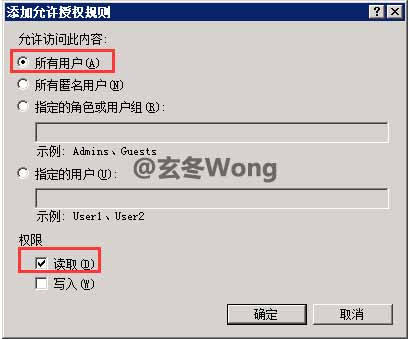 添加允许授权规则
允许访问此内容:
所有用户(A)
所有匿名用户(N)
指定的角色或用户组(R):
示例: Admins、Guests
指定的用户(U):
@玄冬Wong
示例: User1、User2
权限
读取(D)
写入(W)
确定
取消